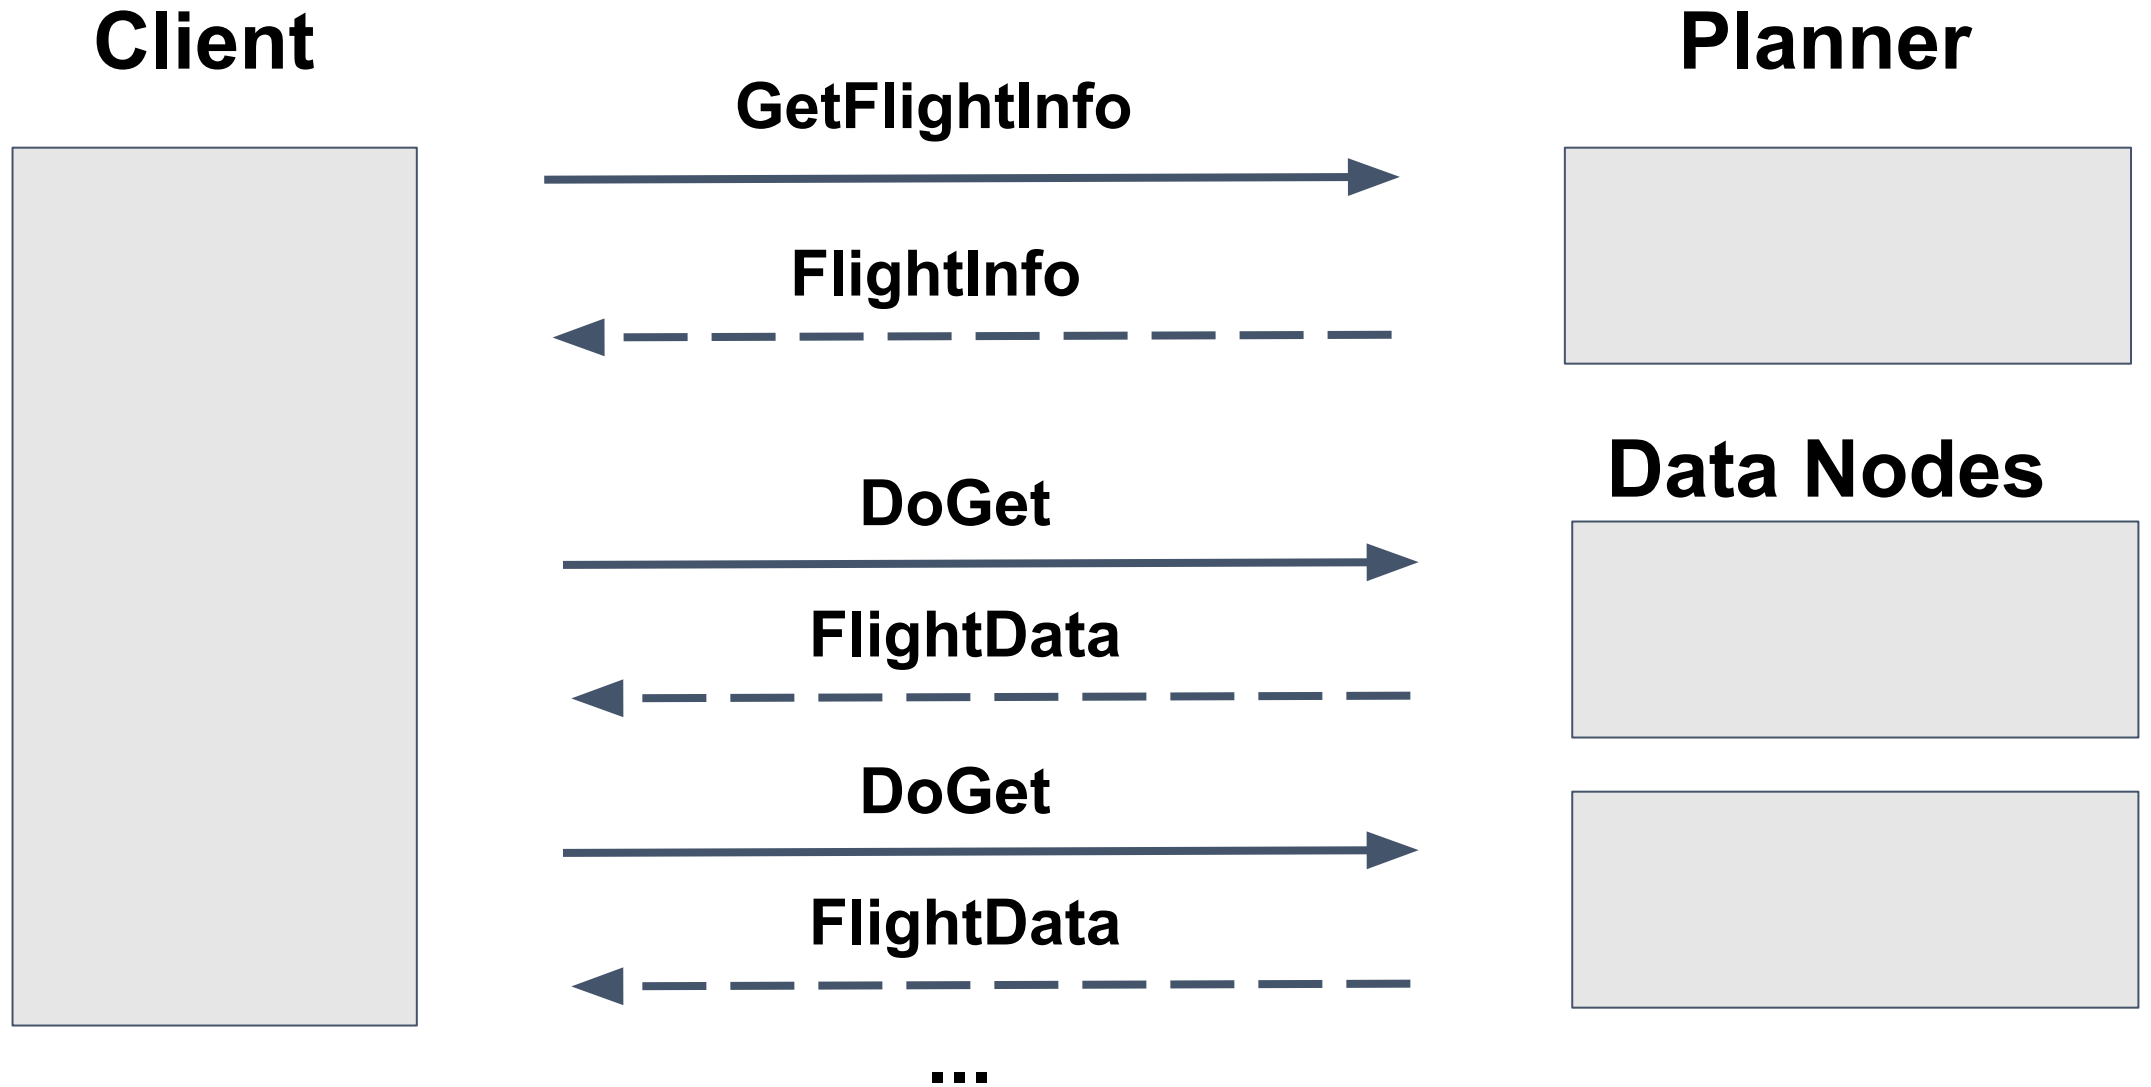 Client
Planner
GetFlightInfo
FlightInfo
Data Nodes
DoGet
FlightData
DoGet
FlightData
...